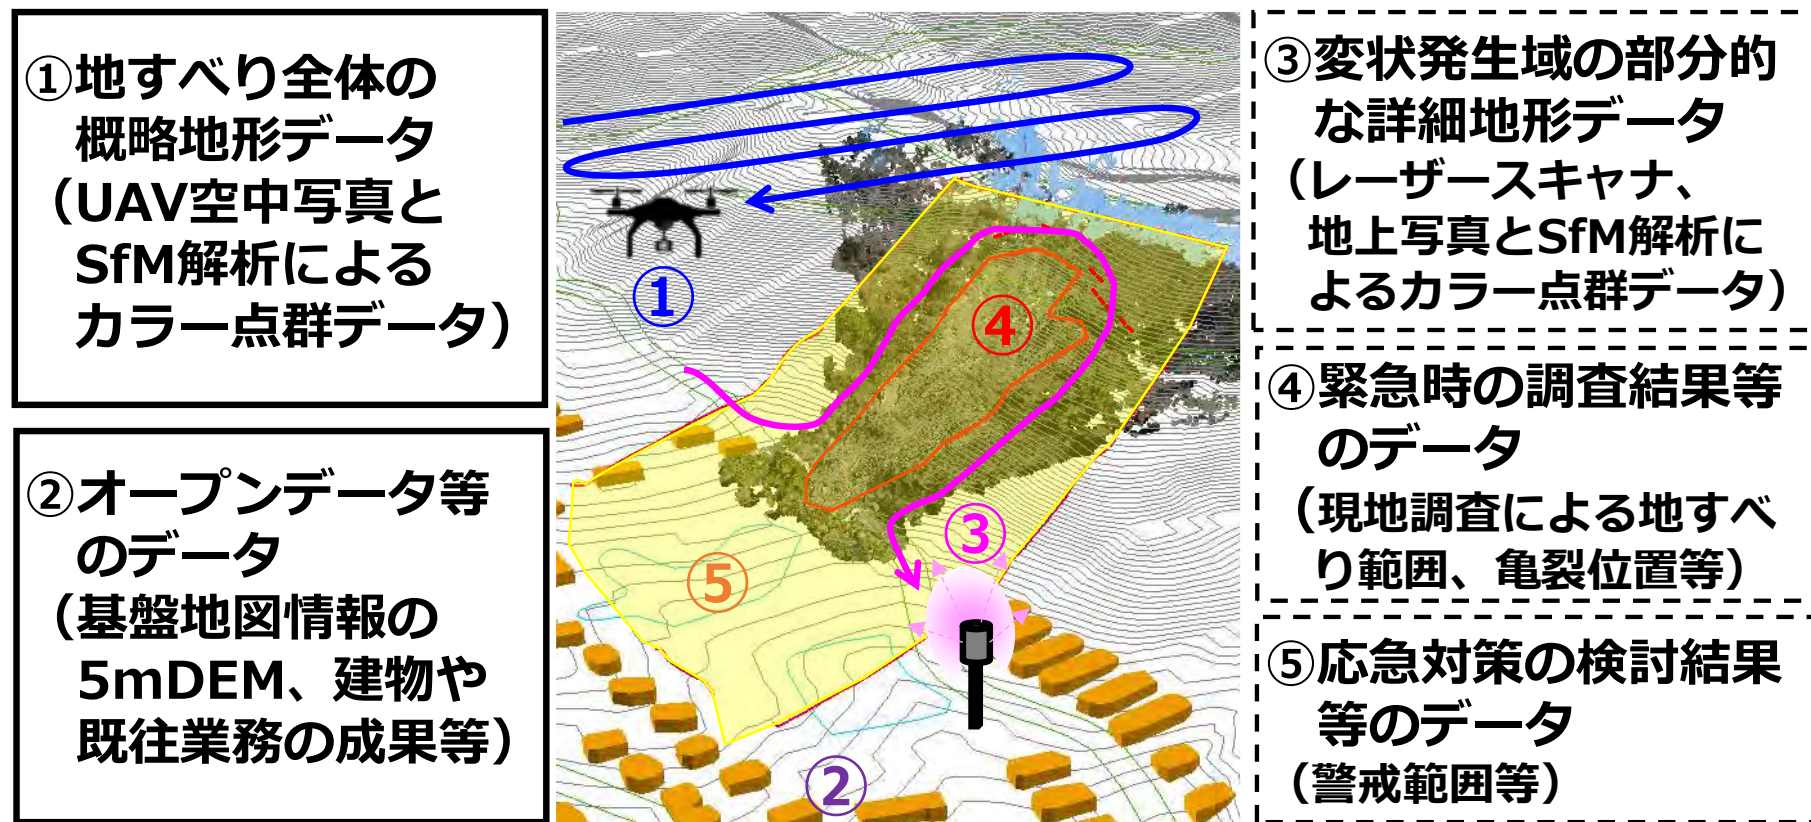 ①地すべり全体の
概略地形データ
（UAV空中写真と
SfM解析による
カラー点群データ）
②オープンデータ等
のデータ
（基盤地図情報の
5mDEM、建物や
既往業務の成果等）
①
④
③
⑤
②
③変状発生域の部分的
な詳細地形データ
（レーザースキャナ、
地上写真とSfM解析に
よるカラー点群データ）
④緊急時の調査結果等
のデータ
（現地調査による地すべ
り範囲、亀裂位置等）
⑤応急対策の検討結果
等のデータ
（警戒範囲等）